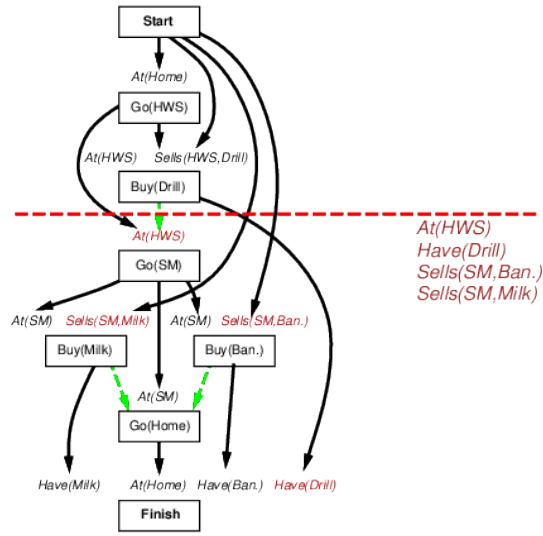 Start
At(Home)
Go(HWS)
At(HWS) Sells(HWS,Drill)
Buy(Drill)
At(HWS)
Go(SM)
At(HWS)
Have(Drill)
Sells(SM,Ban.)
Sells(SM,Milk)
At(SM) Sells(SM,Milk) At(SM) Sells(SM,Ban.)
Buy(Milk) Buy(Ban.)
At(SM)
Go(Home)
Have(Milk) At(Home) Have(Ban.) Have(Drill)
Finish